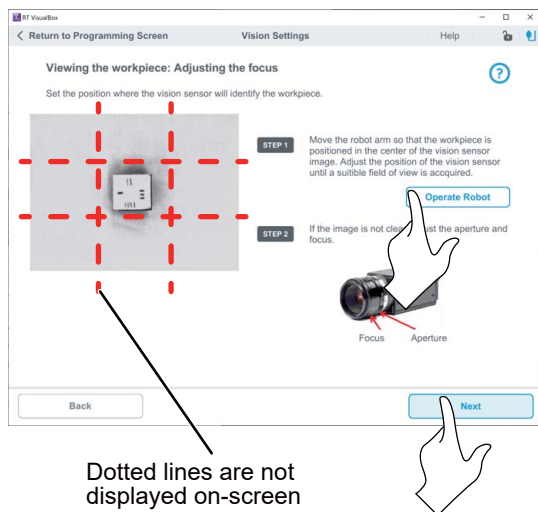 RT VisualBox
Return to Programming Screen Vision Settings Help
Viewing the workpiece: Adjusting the focus
Set the position where the vision sensor will identify the workpiece.
STEP 1
Move the robot arm so that the workpiece is
positioned in the center of the vision sensor
image. Adjust the position of the vision sensor
until a suitible field of view is accquired.
Operate Robot
STEP 2
If the image is not clear, just the aperture and
focus.
Focus Aperture
Back Next
Dotted lines are not
displayed on-screen